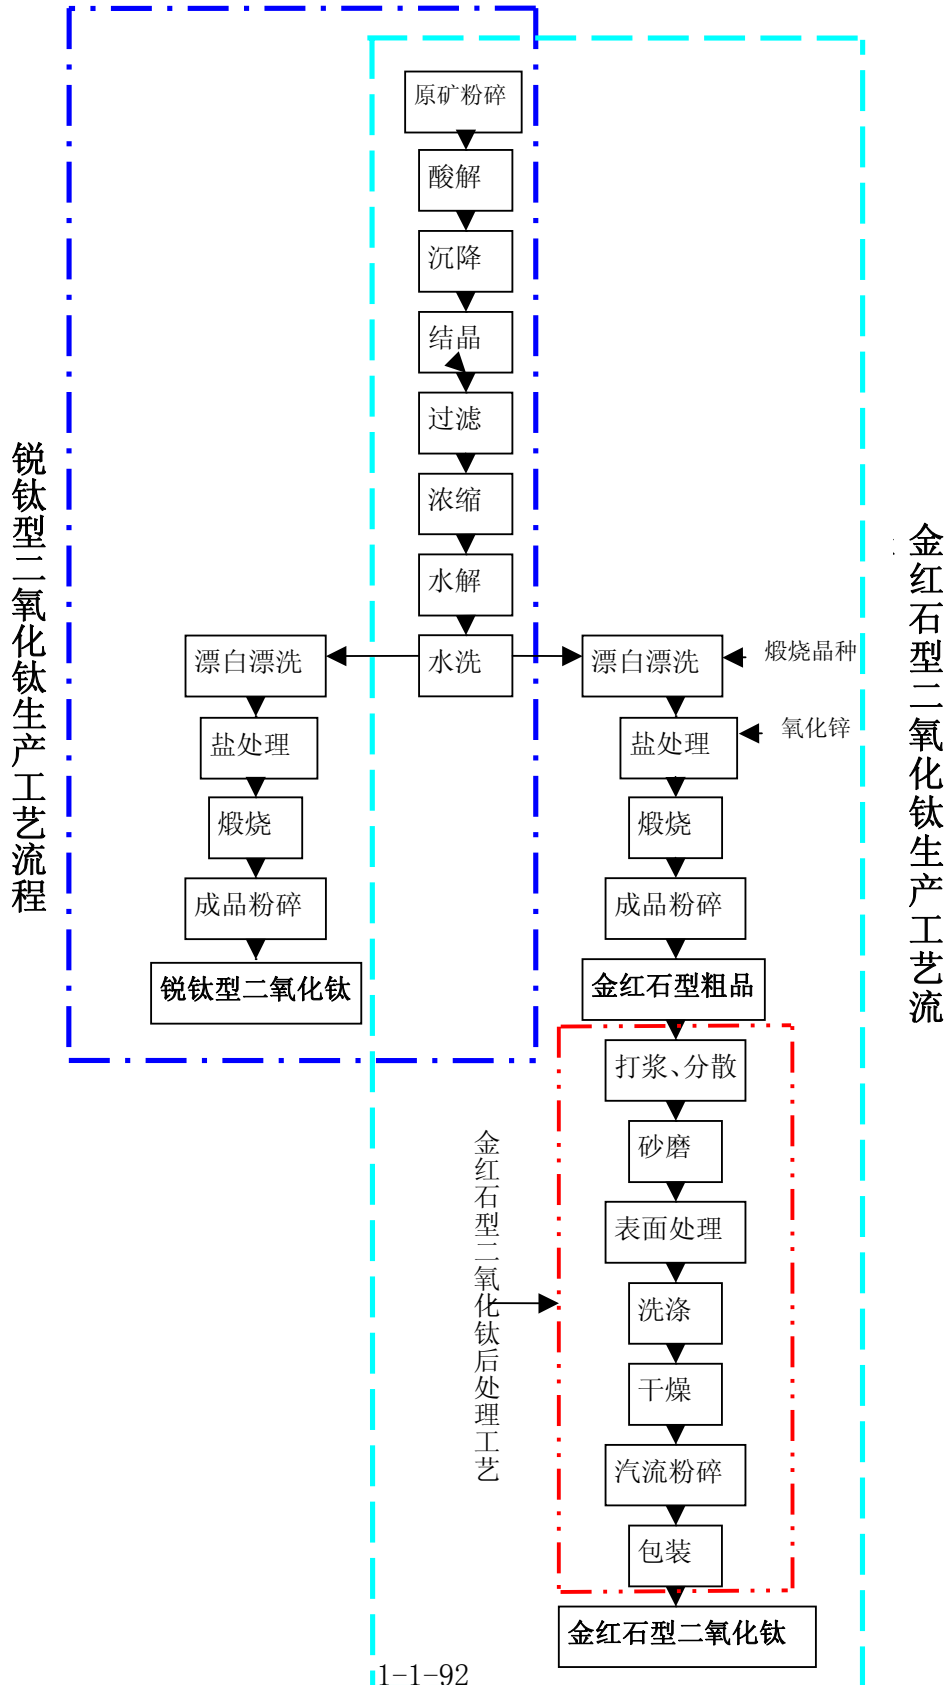 原矿粉碎
酸解
沉降
结晶
过滤
浓缩
水解
水洗
漂白漂洗
盐处理
煅烧
成品粉碎
锐钛型二氧化钛
漂白漂洗
煅烧晶种
盐处理
氧化锌
煅烧
成品粉碎
金红石型粗品
打浆、分散
砂磨
表面处理
洗涤
干燥
汽流粉碎
包装
金红石型二氧化钛
锐钛型二氧化钛生产工艺流程
金红石型二氧化钛后处理工艺
金红石型二氧化钛生产工艺流
1-1-92